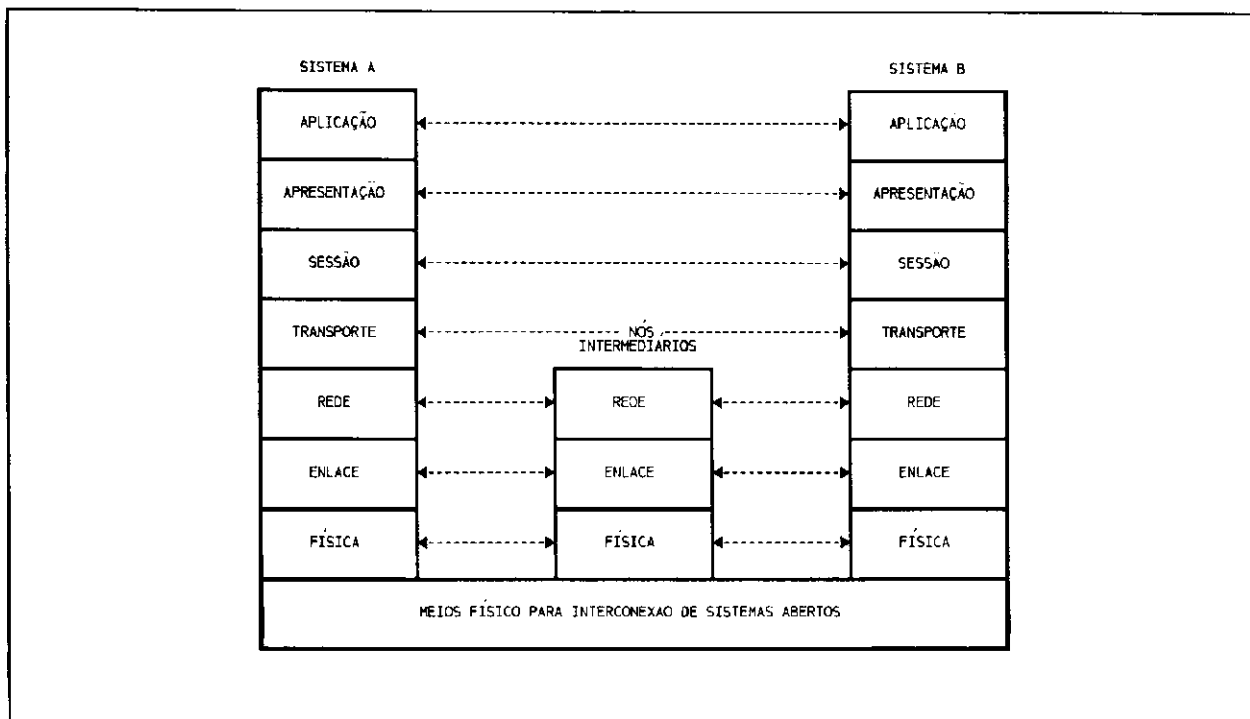 SISTEMA A SISTEMA B
APLICAÇÃO APLICAÇÃO
APRESENTAÇÃO APRESENTAÇÃO
SESSÃO SESSÃO
TRANSPORTE NÓS TRANSPORTE
INTERMEDIÁRIOS
REDE REDE REDE
ENLACE ENLACE ENLACE
FÍSICA FÍSICA FÍSICA
MEIOS FÍSICO PARA INTERCONEXAO DE SISTEMAS ABERTOS